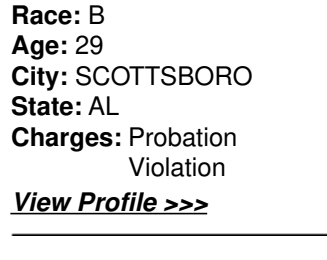 Race: B
Age: 29
City: SCOTTSBORO
State: AL
Charges: Probation
Violation
View Profile >>>